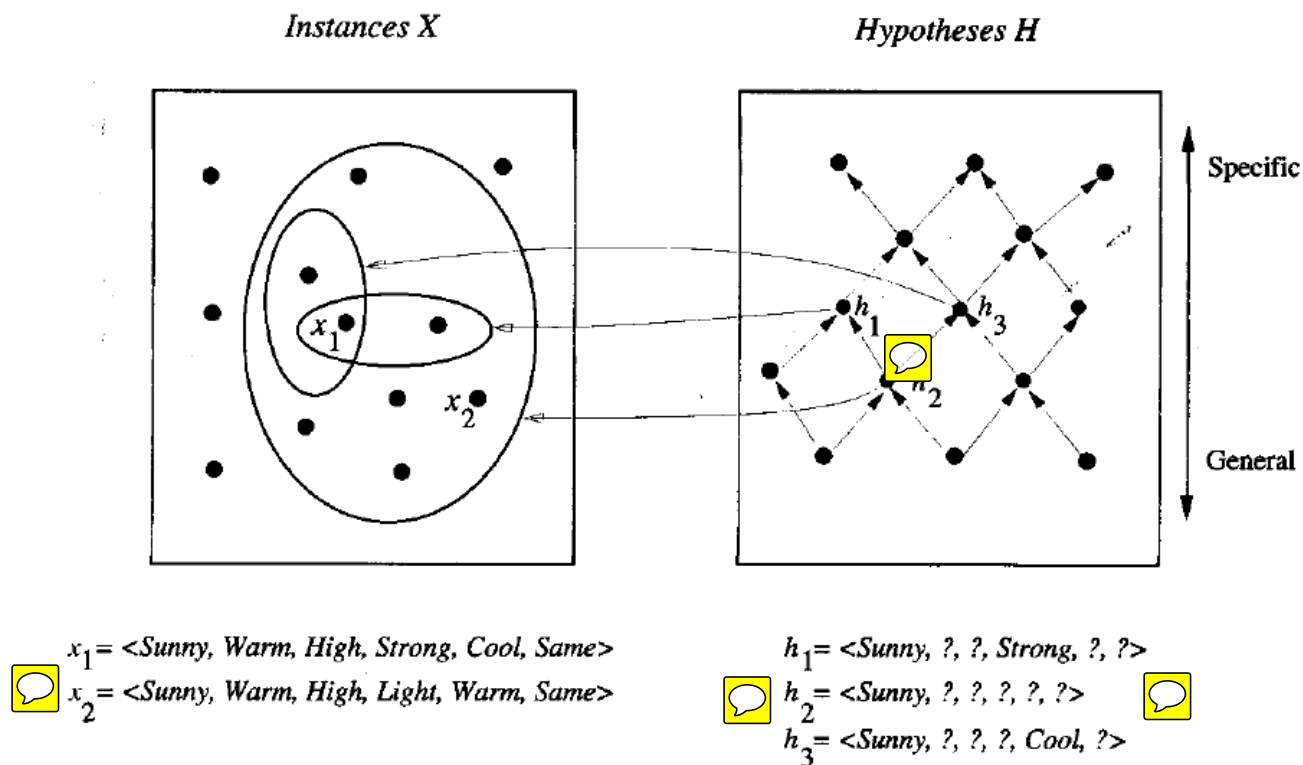 Instances X
Hypotheses H
Specific
x1
h1
h3
x2
h2
General
x1= <Sunny, Warm, High, Strong, Cool, Same>
x2= <Sunny, Warm, High, Light, Warm, Same>
h1= <Sunny, ?, ?, Strong, ?, ?>
h2= <Sunny, ?, ?, ?, ?, ?>
h3= <Sunny, ?, ?, ?, Cool, ?>